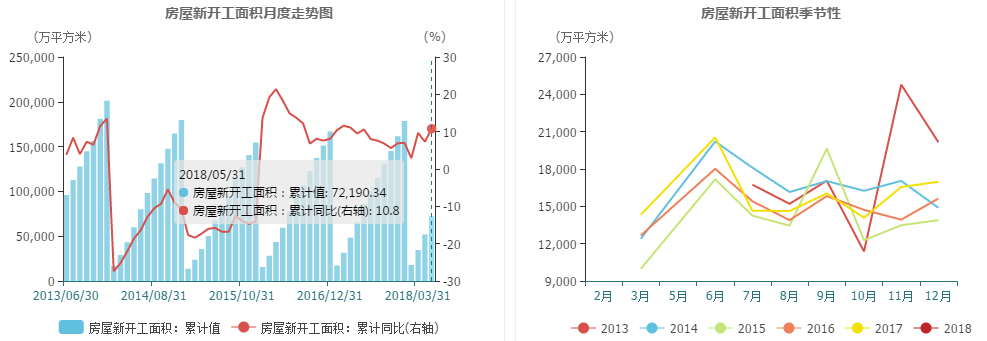 房屋新开工面积月度走势图
(万平方米)
(%)
250,000
200,000
150,000
100,000
50,000
0
30
20
10
0
-10
-20
-30
2018/05/31
房屋新开工面积：累计值: 72,190.34
房屋新开工面积：累计同比(右轴): 10.8
2013/06/30
2014/08/31
2015/10/31
2016/12/31
2018/03/31
房屋新开工面积：累计值
房屋新开工面积：累计同比(右轴)
房屋新开工面积季节性
(万平方米)
27,000
24,000
21,000
18,000
15,000
12,000
9,000
2月 3月 5月 6月 7月 8月 9月 10月 11月 12月
2013 2014 2015 2016 2017 2018